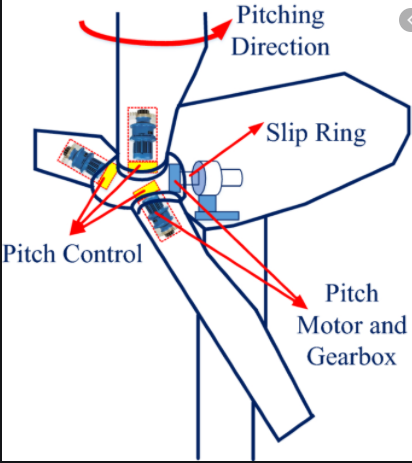 Pitching
Direction
Slip Ring
Pitch Control
Pitch
Motor and
Gearbox